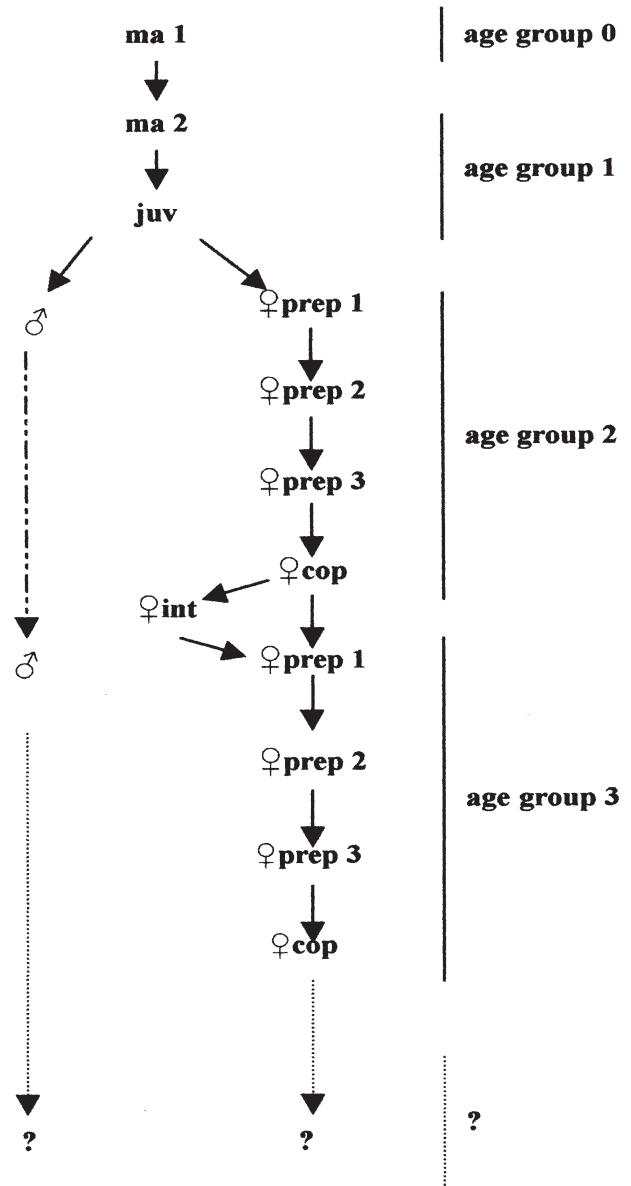 ma 1
age group 0
ma 2
age group 1
juv
♂
♀prep 1
♀prep 2
age group 2
♀prep 3
♀cop
♀int
♂
♀prep 1
♀prep 2
age group 3
♀prep 3
♀cop
?
?
?